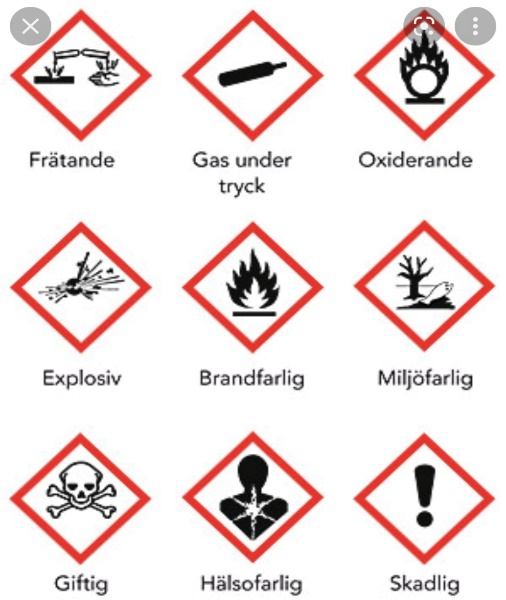 Frätande
Gas under
tryck
Oxiderande
Explosiv
Brandfarlig
Miljöfarlig
Giftig
Hälsofarlig
Skadlig